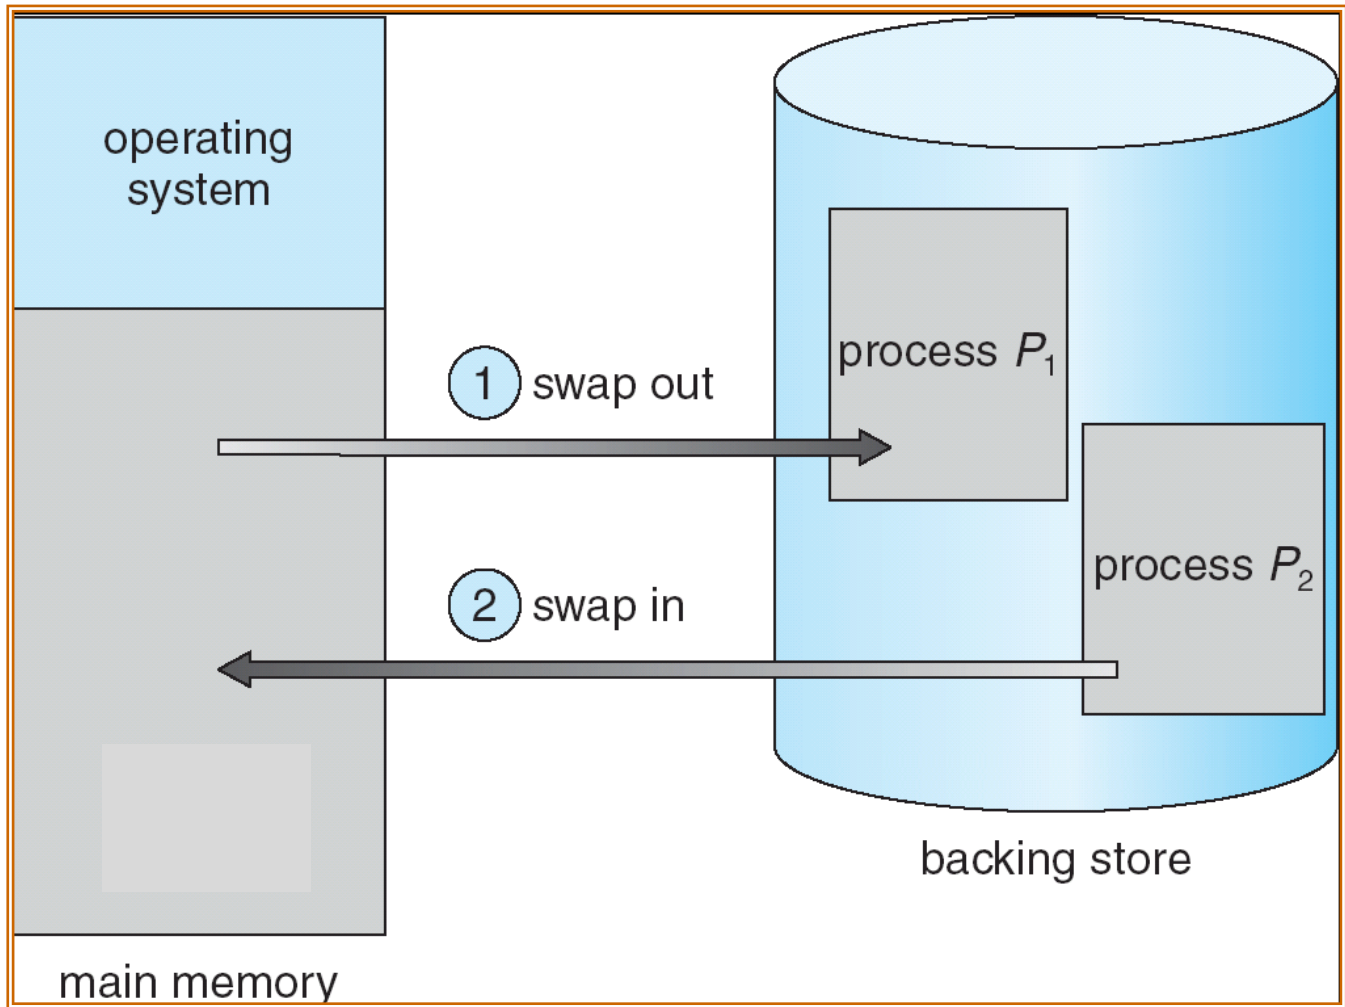 operating
system
1 swap out
process P₁
2 swap in
process P₂
backing store
main memory